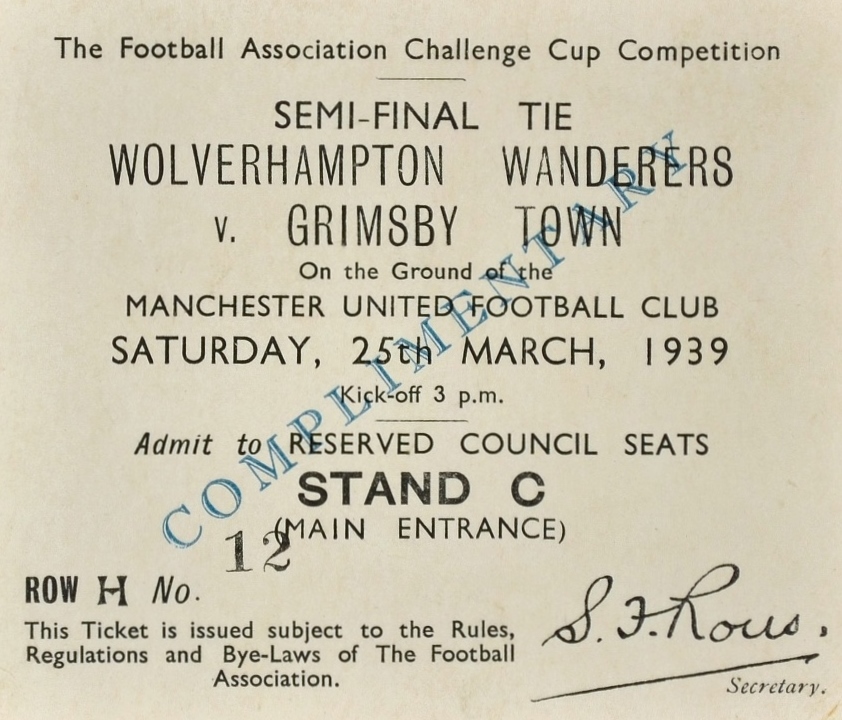 The Football Association Challenge Cup Competition
SEMI-FINAL TIE
WOLVERHAMPTON WANDERERS
v. GRIMSBY TOWN
On the Ground of the
MANCHESTER UNITED FOOTBALL CLUB
SATURDAY, 25th MARCH, 1939
Kick-off 3 p.m.
Admit to RESERVED COUNCIL SEATS
STAND C
(MAIN ENTRANCE)
COMPLIMENTARY
12
ROW H No.
This Ticket is issued subject to the Rules,
Regulations and Bye-Laws of The Football
Association.
S. F. Rous.
Secretary.